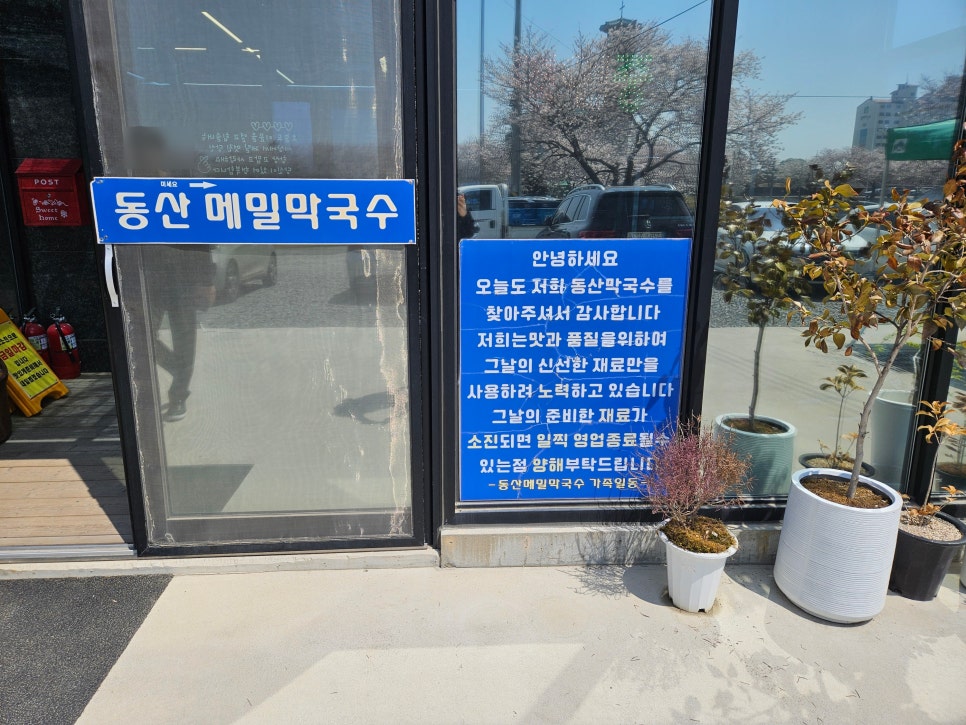 POST
Sweet Home
미세요
동산 메밀막국수
안녕하세요
오늘도 저희 동산막국수를
찾아주셔서 감사합니다
저희는맛과 품질을위하여
그날의 신선한 재료만을
사용하려 노력하고 있습니다
그날의 준비한 재료가
소진되면 일찍 영업종료될수
있는점 양해부탁드립니다
-동산메밀막국수 가족일동-